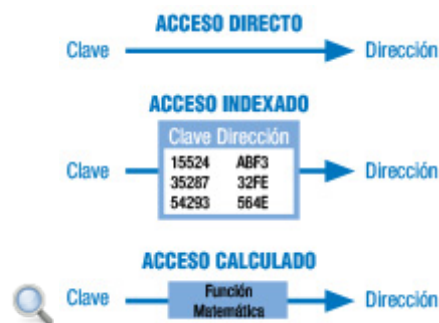 ACCESO DIRECTO
Clave Dirección
ACCESO INDEXADO
Clave Dirección
15524 ABF3
Clave 35287 32FE Dirección
54293 564E
ACCESO CALCULADO
Clave Función Dirección
Matemática